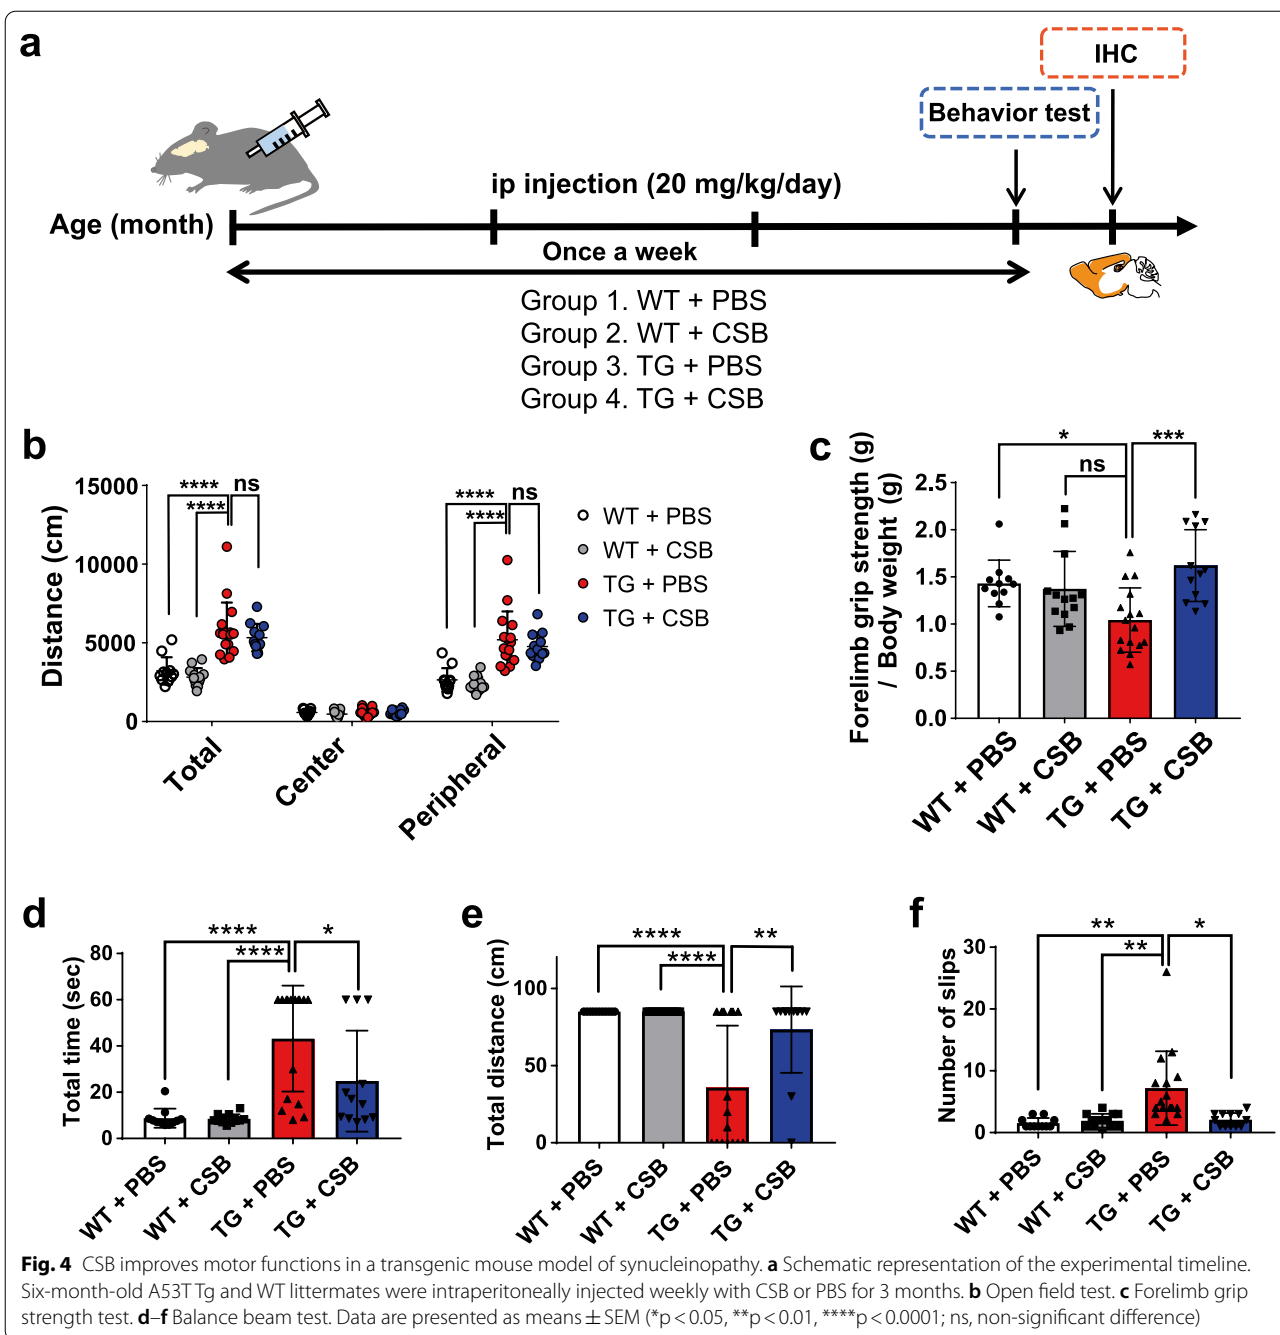 a
IHC
Behavior test
ip injection (20 mg/kg/day)
Age (month)
Once a week
Group 1. WT + PBS
Group 2. WT + CSB
Group 3. TG + PBS
Group 4. TG + CSB
b
Distance (cm)
15000
10000
5000
0
**** ns
****
**** ns
****
Total
Center
Peripheral
WT + PBS
WT + CSB
TG + PBS
TG + CSB
c
Forelimb grip strength (g)
/ Body weight (g)
2.5
2.0
1.5
1.0
0.5
0.0
* ***
ns
WT + PBS
WT + CSB
TG + PBS
TG + CSB
d
Total time (sec)
80
60
40
20
0
**** *
****
WT + PBS
WT + CSB
TG + PBS
TG + CSB
e
Total distance (cm)
100
50
0
**** **
****
WT + PBS
WT + CSB
TG + PBS
TG + CSB
f
Number of slips
30
20
10
0
** *
**
WT + PBS
WT + CSB
TG + PBS
TG + CSB
Fig. 4 CSB improves motor functions in a transgenic mouse model of synucleinopathy. a Schematic representation of the experimental timeline.
Six-month-old A53T Tg and WT littermates were intraperitoneally injected weekly with CSB or PBS for 3 months. b Open field test. c Forelimb grip
strength test. d–f Balance beam test. Data are presented as means ± SEM (*p < 0.05, **p < 0.01, ****p < 0.0001; ns, non-significant difference)